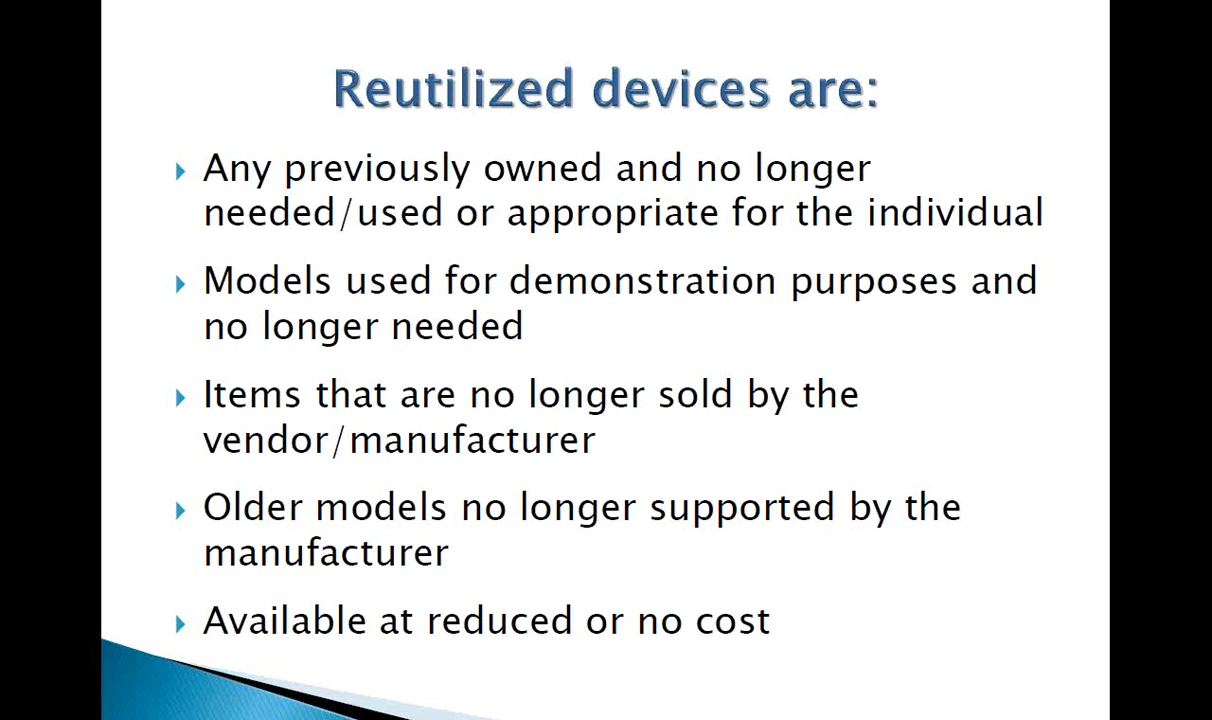 Reutilized devices are:
Any previously owned and no longer
needed/used or appropriate for the individual
Models used for demonstration purposes and
no longer needed
Items that are no longer sold by the
vendor/manufacturer
Older models no longer supported by the
manufacturer
Available at reduced or no cost